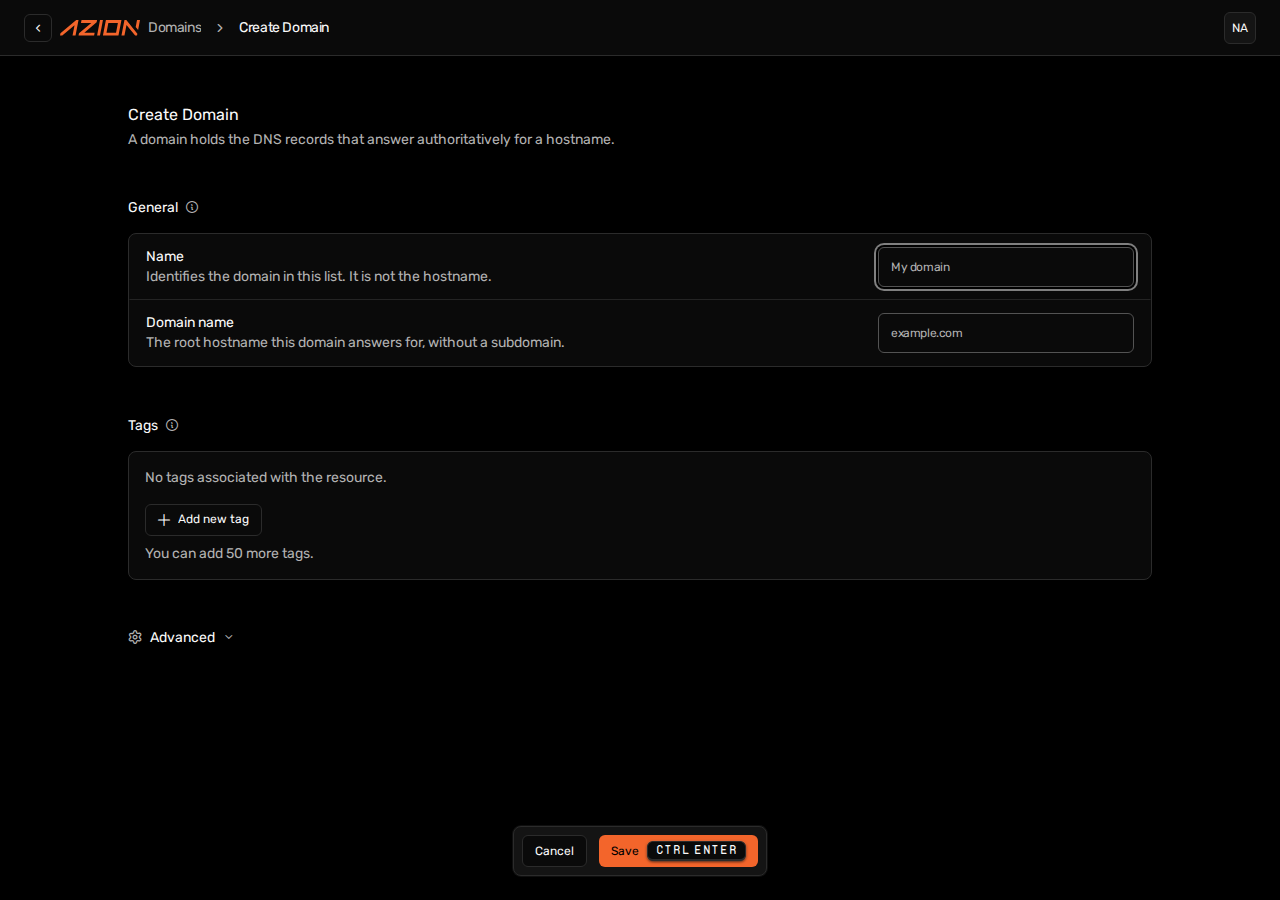 AZION Domains Create Domain NA
Create Domain
A domain holds the DNS records that answer authoritatively for a hostname.
General
Name
Identifies the domain in this list. It is not the hostname.
My domain
Domain name
The root hostname this domain answers for, without a subdomain.
example.com
Tags
No tags associated with the resource.
Add new tag
You can add 50 more tags.
Advanced
Cancel Save CTRL ENTER